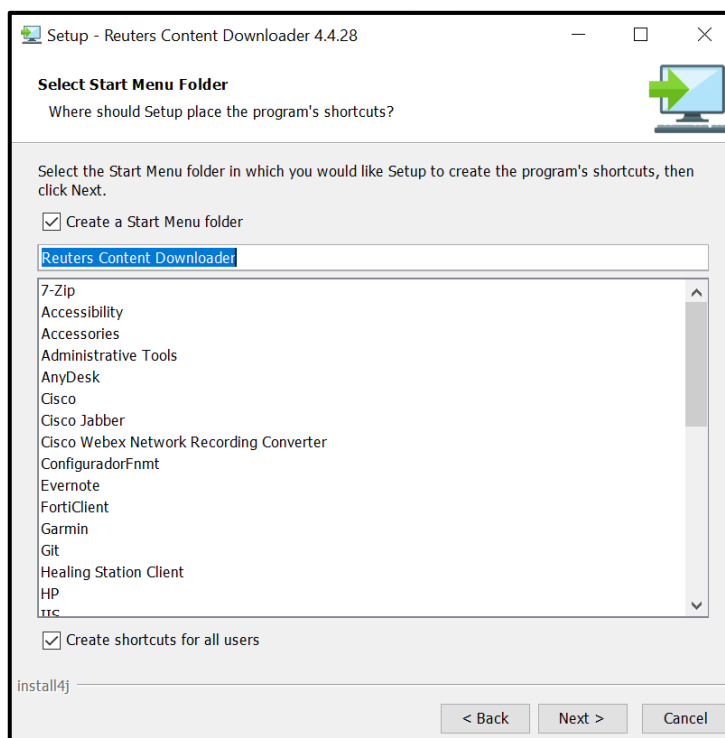 Setup - Reuters Content Downloader 4.4.28
Select Start Menu Folder
Where should Setup place the program's shortcuts?
Select the Start Menu folder in which you would like Setup to create the program's shortcuts, then
click Next.
Create a Start Menu folder
Reuters Content Downloader
7-Zip
Accessibility
Accessories
Administrative Tools
AnyDesk
Cisco
Cisco Jabber
Cisco Webex Network Recording Converter
ConfiguradorFnmt
Evernote
FortiClient
Garmin
Git
Healing Station Client
HP
IIS
Create shortcuts for all users
install4j
< Back
Next >
Cancel